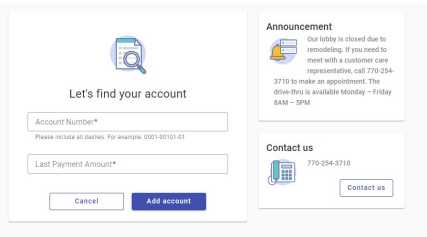 Let's find your account
Account Number*
Please include all dashes. For example: 0001-00101-01
Last Payment Amount*
Cancel
Add account
Announcement
Our lobby is closed due to
remodeling. If you need to
meet with a customer care
representative, call 770-254-
3710 to make an appointment. The
drive-thru is available Monday – Friday
8AM – 5PM
Contact us
770-254-3710
Contact us